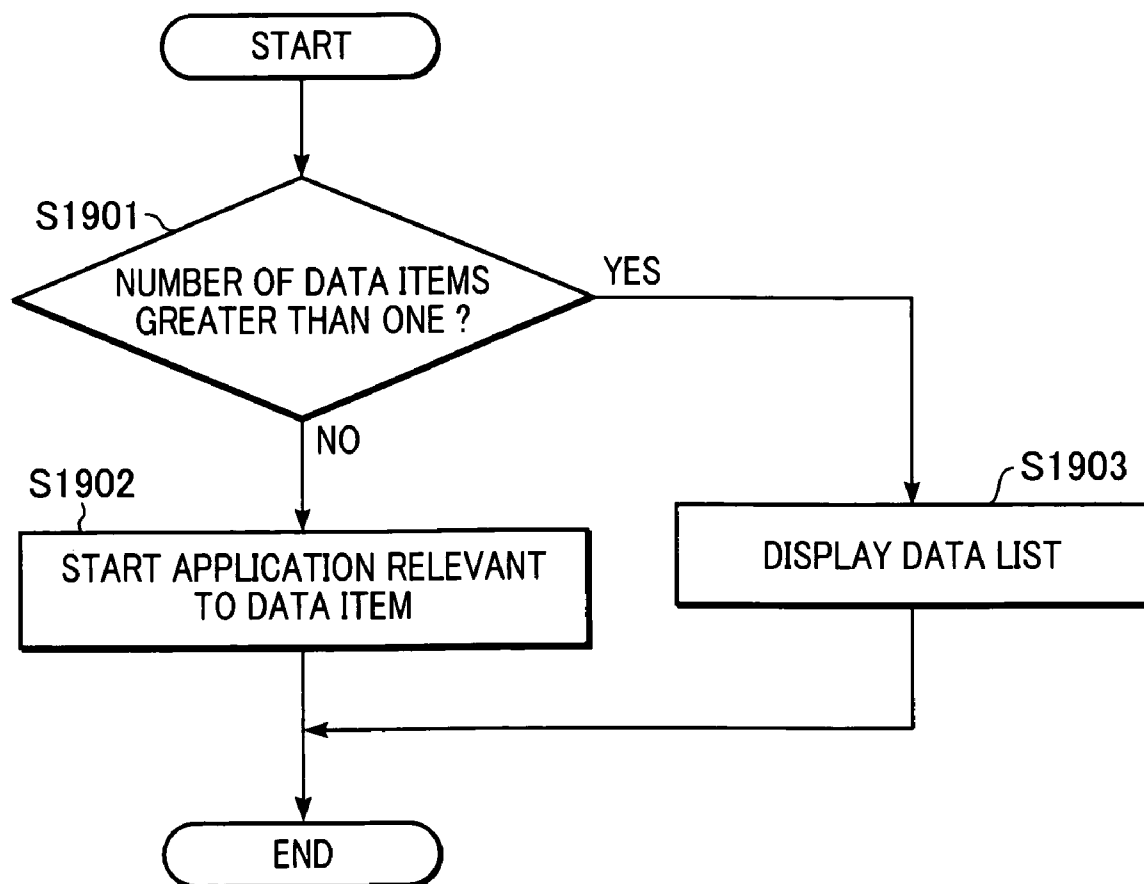 START
S1901
NUMBER OF DATA ITEMS
GREATER THAN ONE ?
YES
NO
S1902
START APPLICATION RELEVANT
TO DATA ITEM
S1903
DISPLAY DATA LIST
END